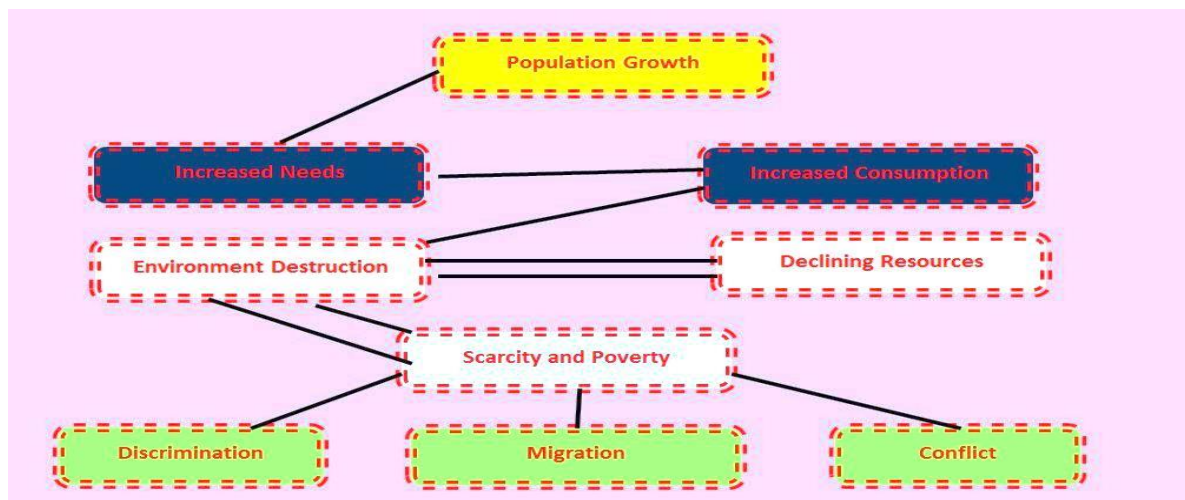 Population Growth
Increased Needs
Increased Consumption
Environment Destruction
Declining Resources
Scarcity and Poverty
Discrimination
Migration
Conflict